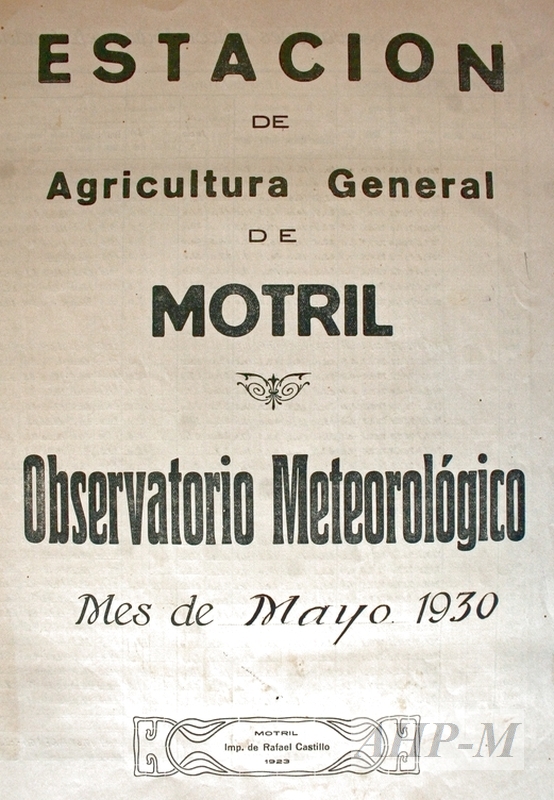 ESTACION
DE
Agricultura General
DE
MOTRIL
Observatorio Meteorológico
Mes de Mayo 1930
MOTRIL
Imp. de Rafael Castillo
1923
AHP-M